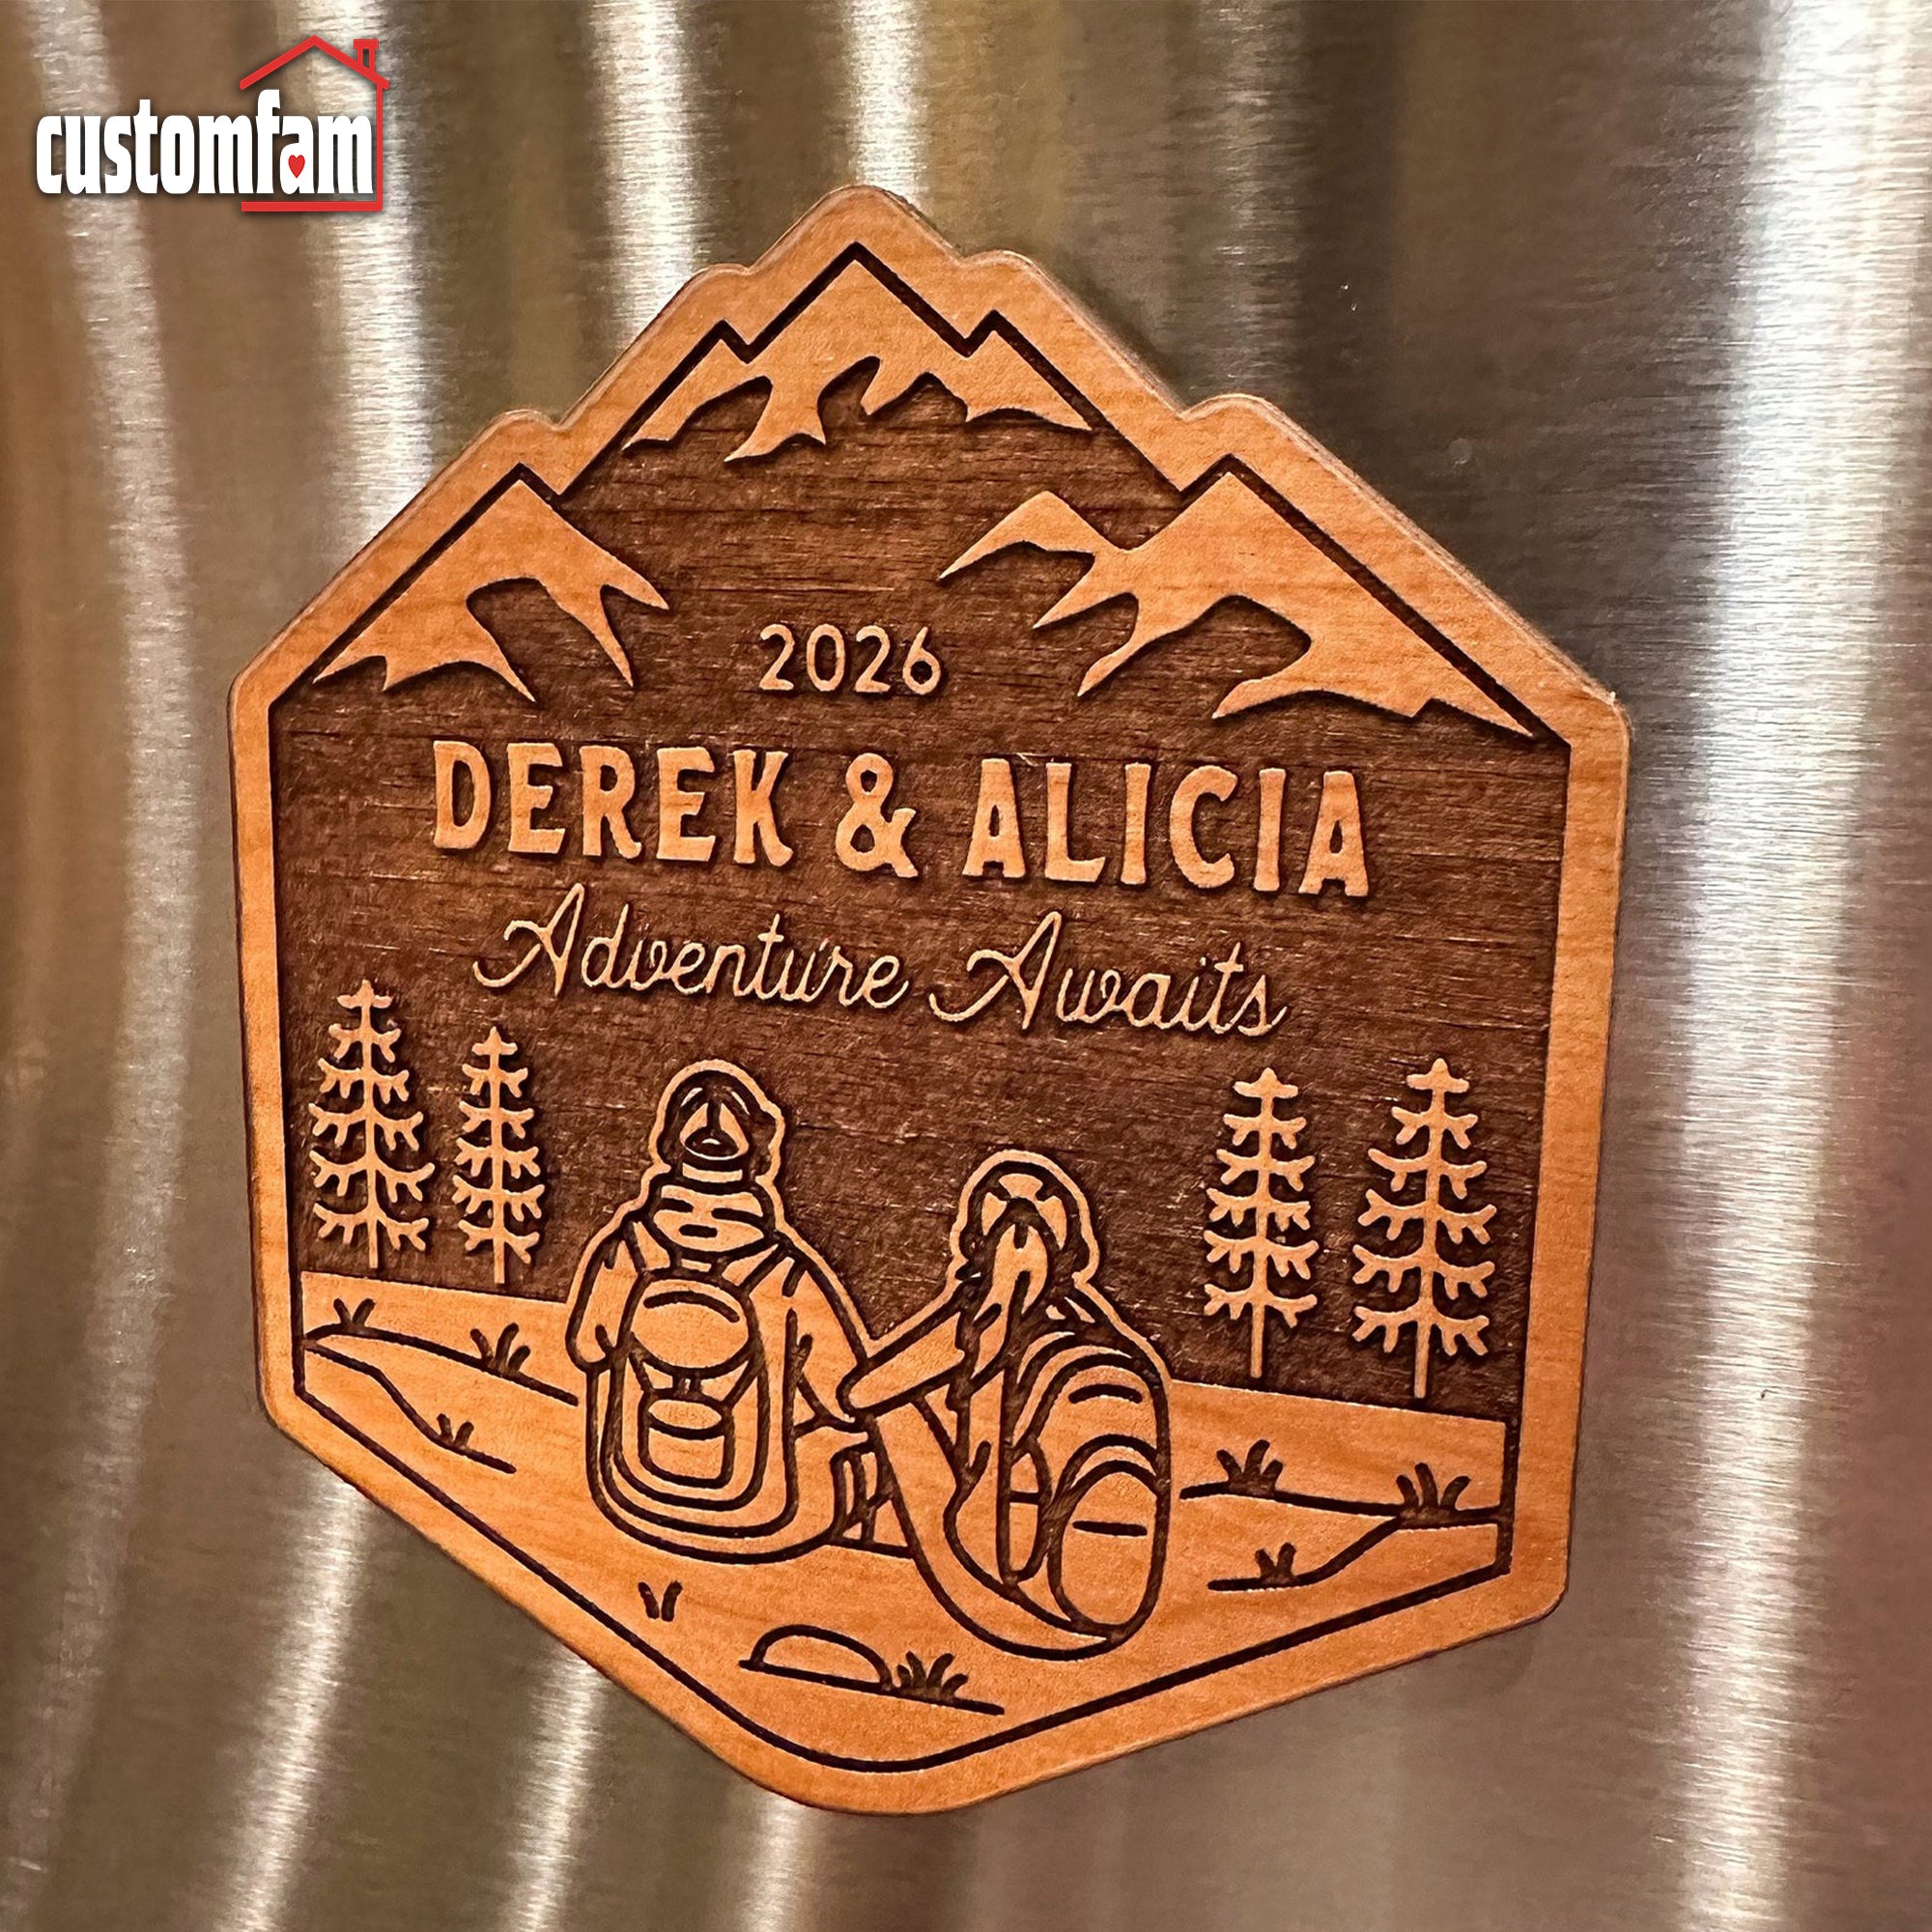 customfam
2026
DEREK & ALICIA
Adventure Awaits